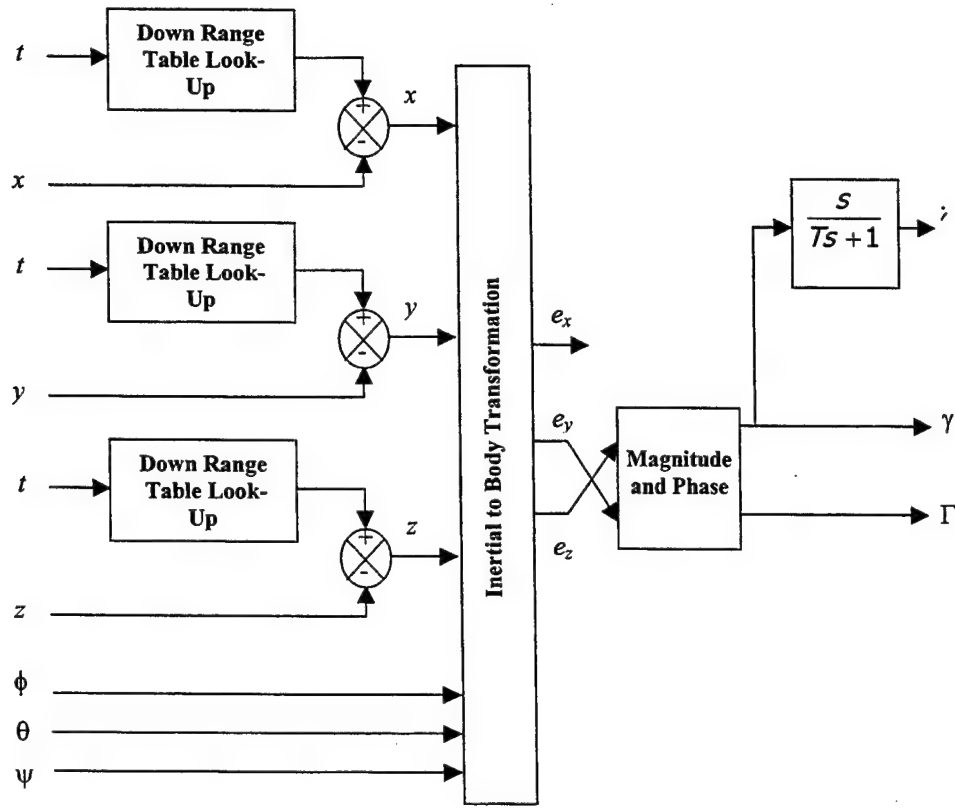 t
Down Range
Table Look-
Up
+
-
x
x
t
Down Range
Table Look-
Up
+
-
y
y
t
Down Range
Table Look-
Up
+
-
z
z
ϕ
θ
ψ
Inertial to Body Transformation
e_x
e_y
e_z
Magnitude
and Phase
s
Ts + 1
γ
Γ